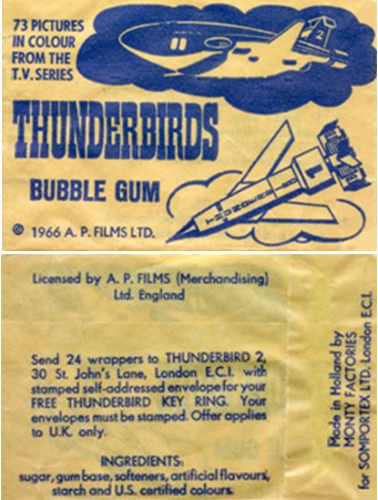 73 PICTURES
IN COLOUR
FROM THE
T.V. SERIES
2
THUNDERBIRDS
BUBBLE GUM
1
© 1966 A. P. FILMS LTD.
Licensed by A. P. FILMS (Merchandising)
Ltd. England
Send 24 wrappers to THUNDERBIRD 2,
30 St. John's Lane, London E.C.I. with
stamped self-addressed envelope for your
FREE THUNDERBIRD KEY RING. Your
envelopes must be stamped. Offer applies
to U.K. only.
INGREDIENTS:
sugar, gum base, softeners, artificial flavours,
starch and U.S. certified colours.
Made in Holland by
MONTY FACTORIES
for SOMPORTEX LTD. London E.C.I.